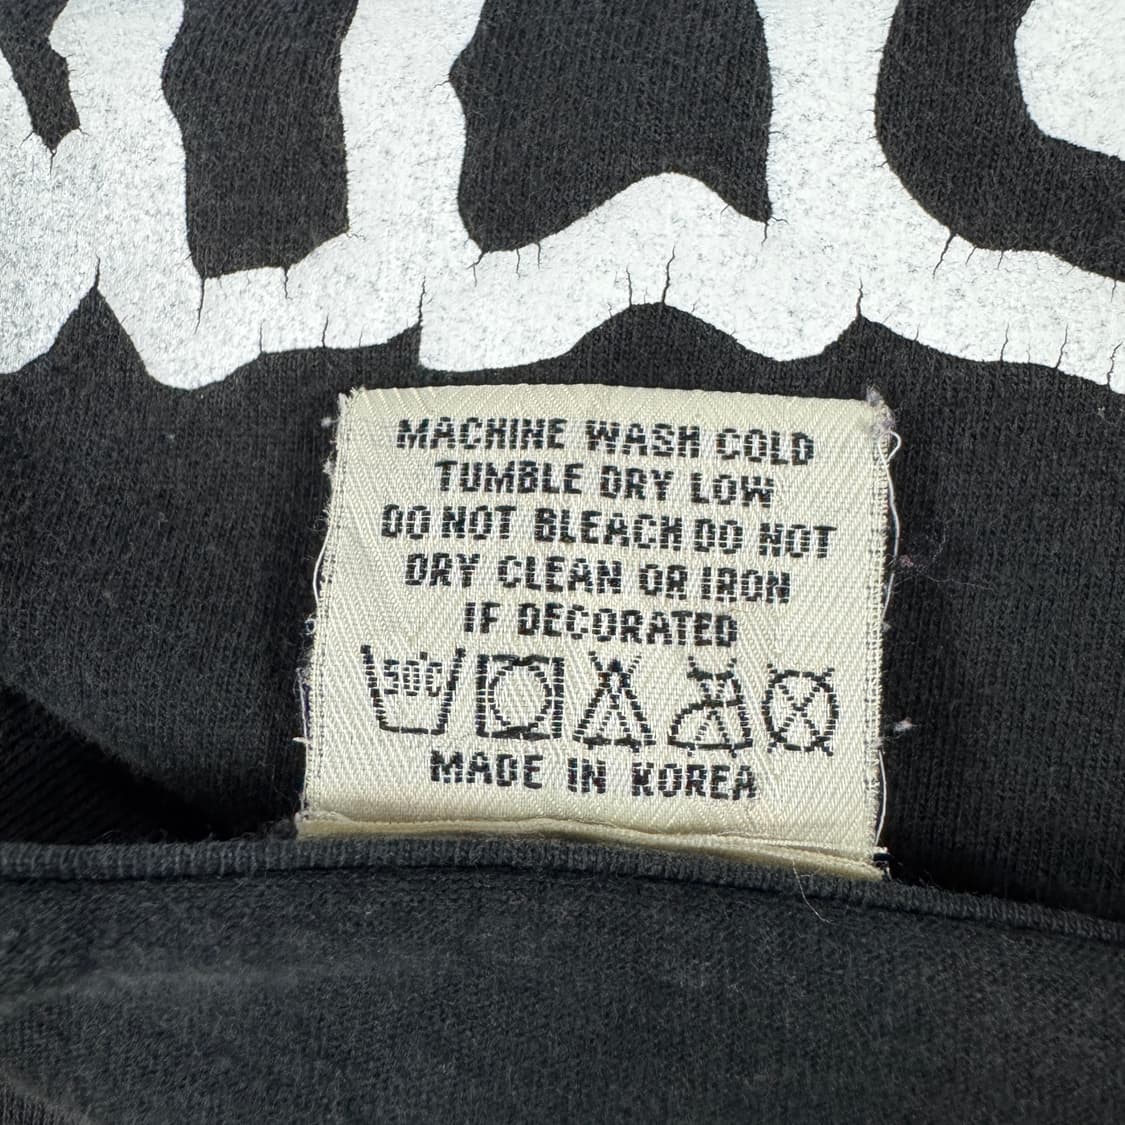 MACHINE WASH COLD
TUMBLE DRY LOW
DO NOT BLEACH DO NOT
DRY CLEAN OR IRON
IF DECORATED
50°C
MADE IN KOREA